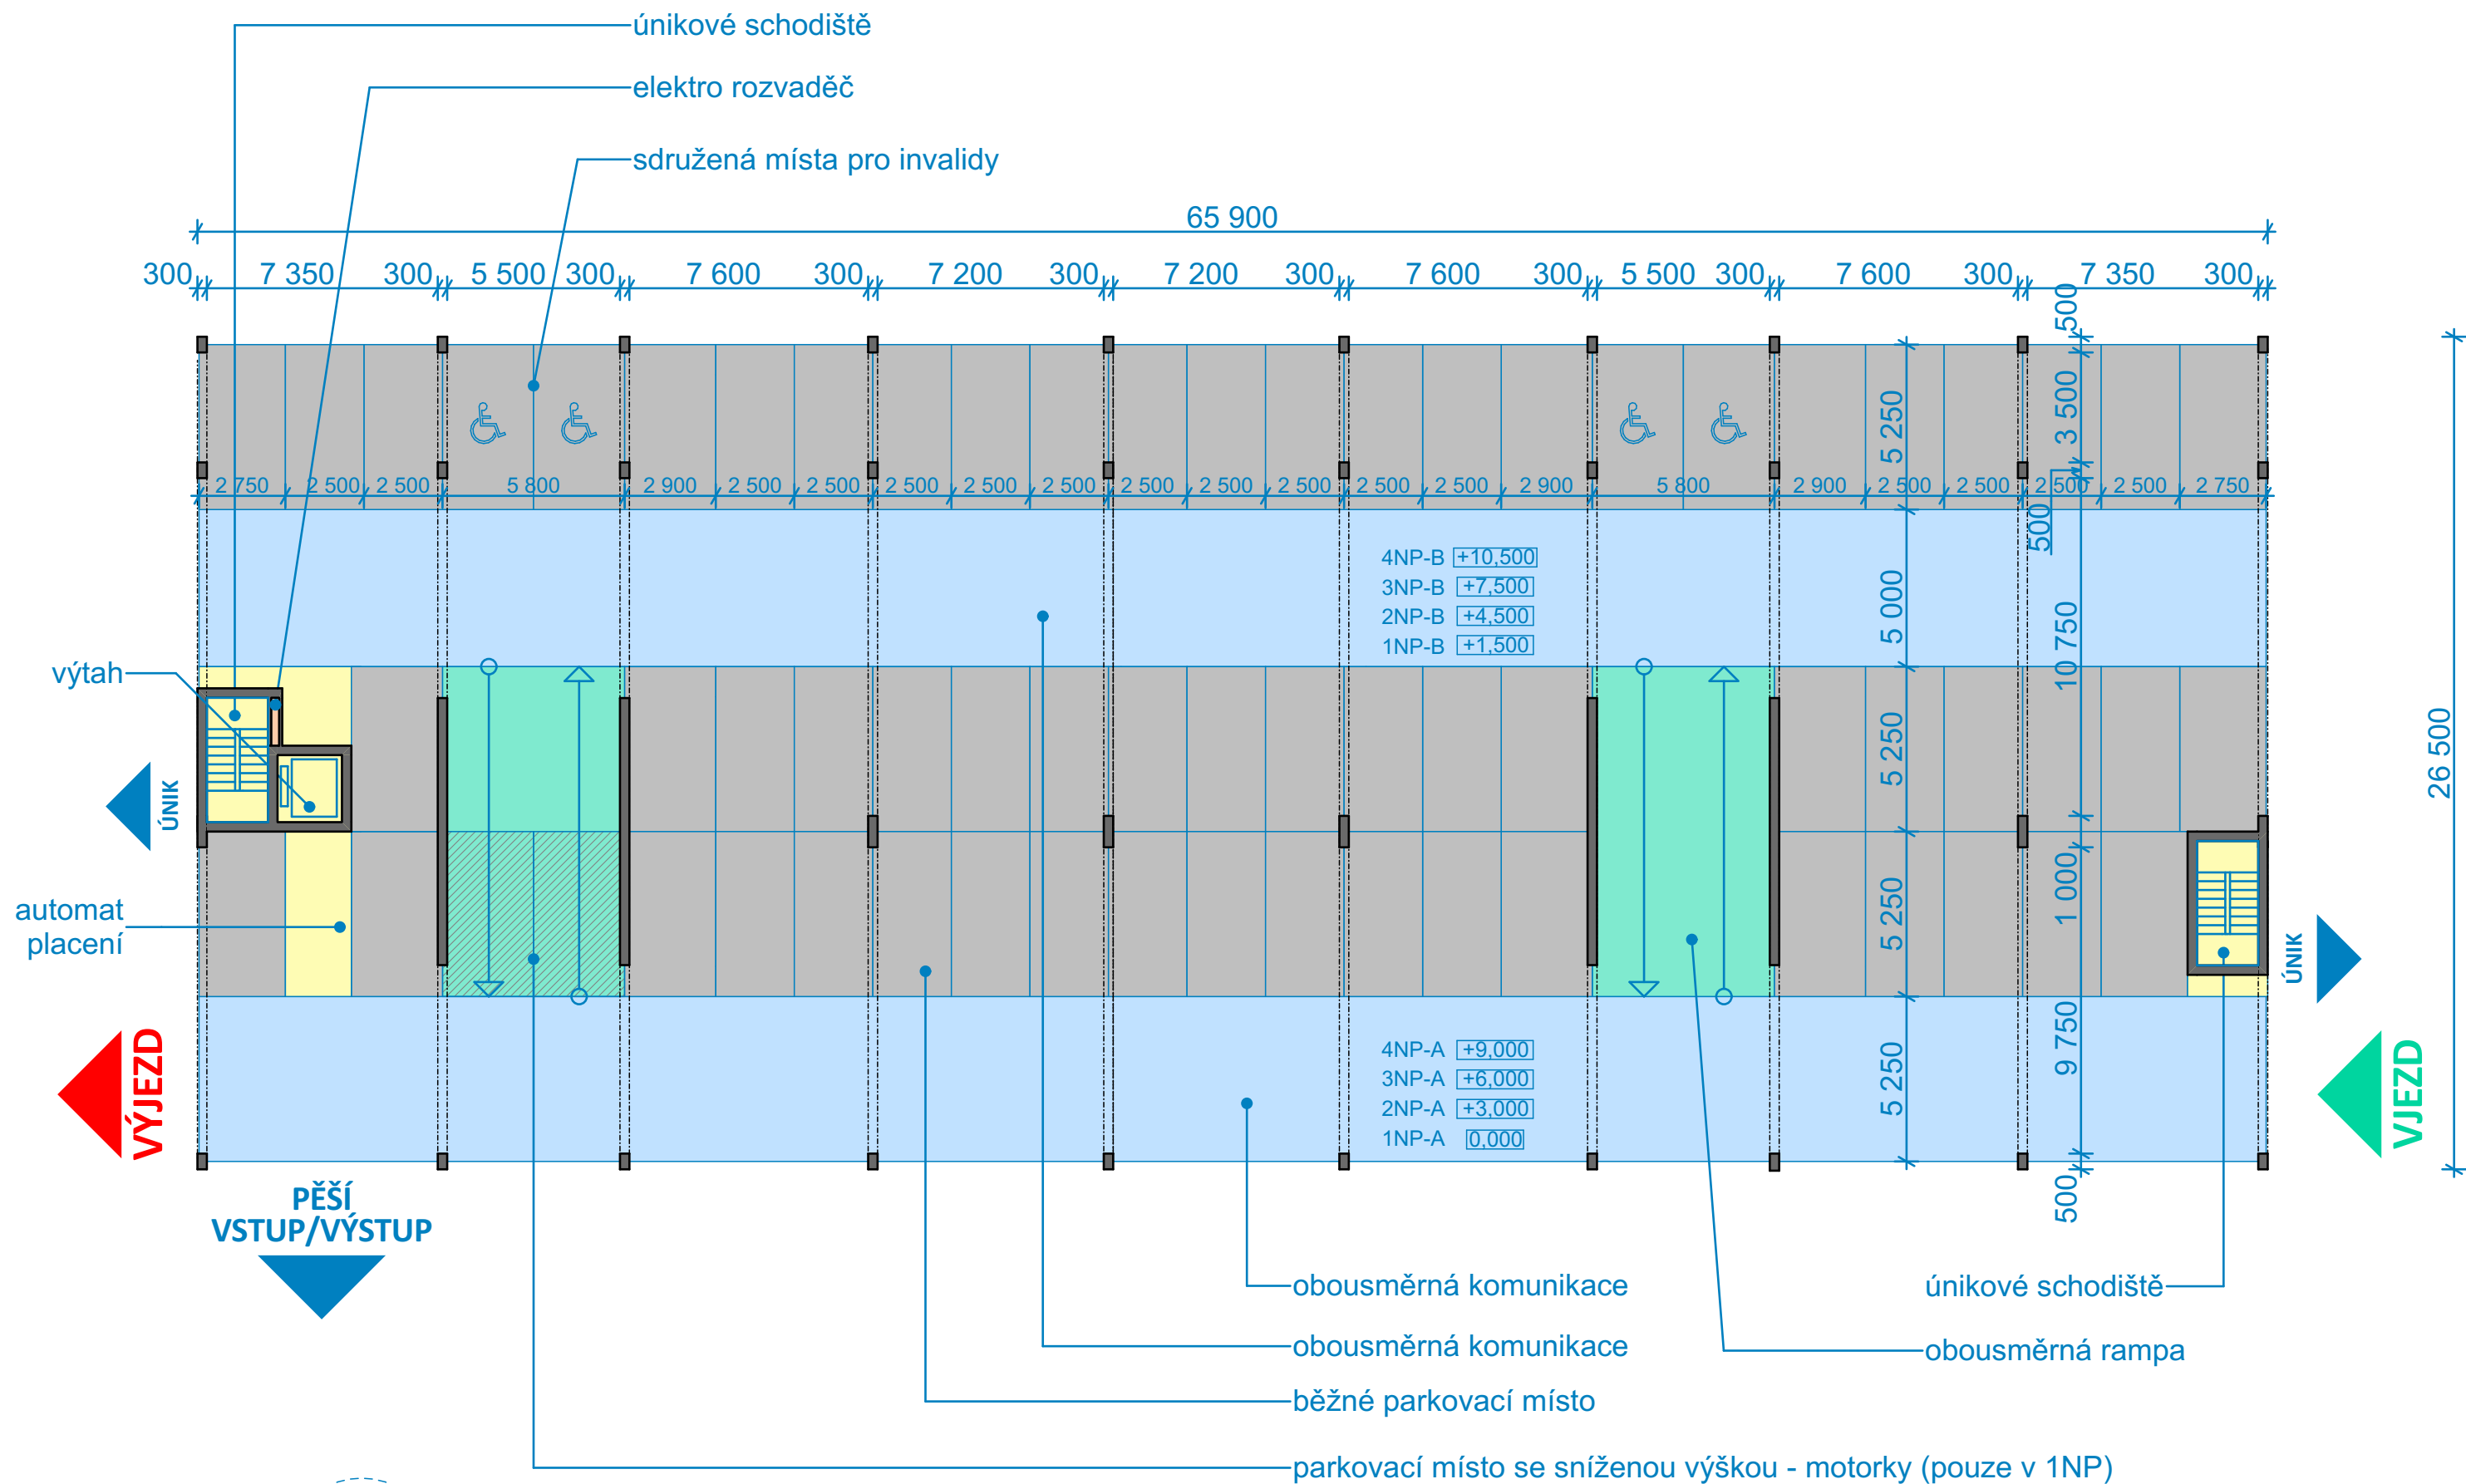 únikové schodiště
elektro rozvaděč
sdružená místa pro invalidy
65 900
300 7 350 300 5 500 300 7 600 300 7 200 300 7 200 300 7 600 300 5 500 300 7 600 300 7 350 300
500
3 500
5 250
2 750 2 500 2 500 5 800 2 900 2 500 2 500 2 500 2 500 2 500 2 500 2 500 2 500 2 500 2 500 2 900 5 800 2 900 2 500 2 500 2 500 2 500 2 750
500
4NP-B +10,500
3NP-B +7,500
2NP-B +4,500
1NP-B +1,500
5 000
10 750
výtah
5 250
26 500
ÚNIK
automat
placení
5 250
1 000
ÚNIK
VÝJEZD
4NP-A +9,000
3NP-A +6,000
2NP-A +3,000
1NP-A 0,000
5 250
9 750
VJEZD
500
PĚŠÍ
VSTUP/VÝSTUP
obousměrná komunikace
únikové schodiště
obousměrná komunikace
obousměrná rampa
běžné parkovací místo
parkovací místo se sníženou výškou - motorky (pouze v 1NP)